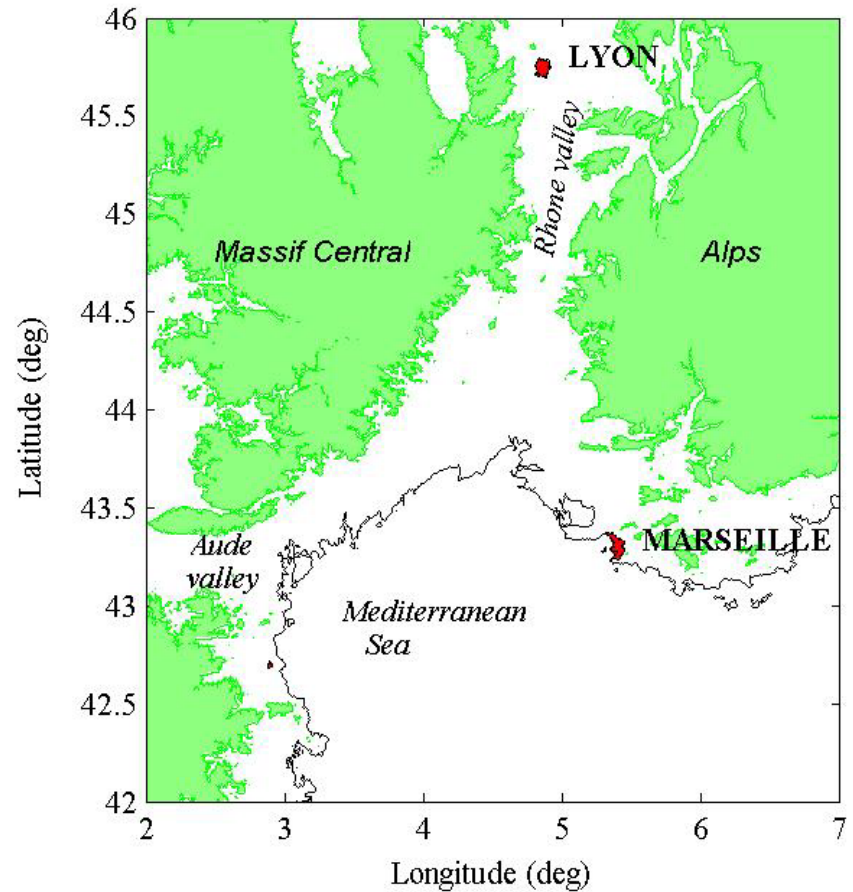 46
LYON
45.5
Rhone valley
45
Massif Central
Alps
44.5
Latitude (deg)
44
43.5
MARSEILLE
Aude
valley
43
Mediterranean
Sea
42.5
42
2 3 4 5 6 7
Longitude (deg)